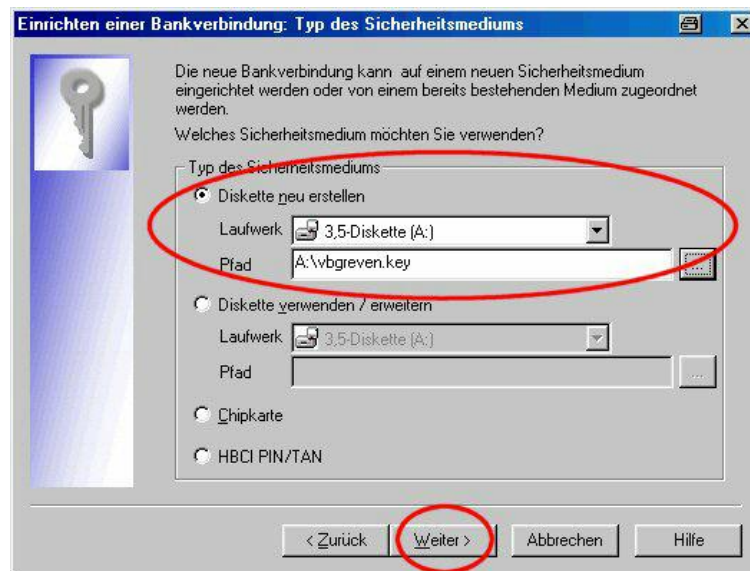 Einrichten einer Bankverbindung: Typ des Sicherheitsmediums
Die neue Bankverbindung kann auf einem neuen Sicherheitsmedium
eingerichtet werden oder von einem bereits bestehenden Medium zugeordnet
werden.
Welches Sicherheitsmedium möchten Sie verwenden?
Typ des Sicherheitsmediums
Diskette neu erstellen
Laufwerk 3,5-Diskette (A:)
Pfad A:\vbgreven.key ...
Diskette verwenden / erweitern
Laufwerk 3,5-Diskette (A:)
Pfad ...
Chipkarte
HBCI PIN/TAN
< Zurück Weiter > Abbrechen Hilfe